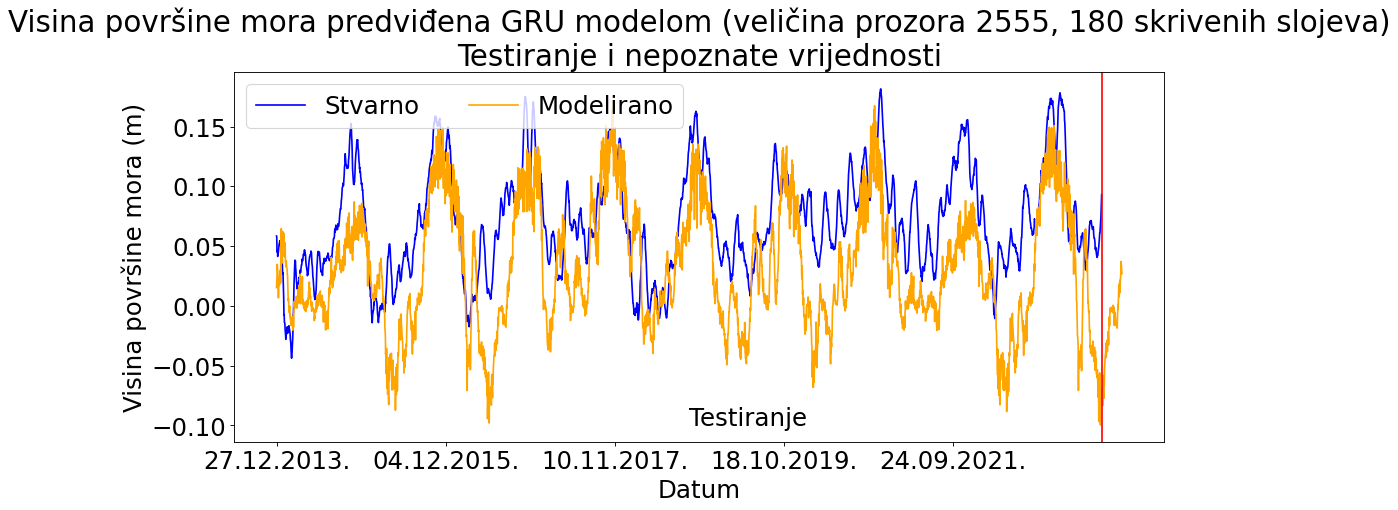 Visina površine mora predviđena GRU modelom (veličina prozora 2555, 180 skrivenih slojeva)
Testiranje i nepoznate vrijednosti
Stvarno
Modelirano
Visina površine mora (m)
0.15
0.10
0.05
0.00
−0.05
−0.10
Testiranje
27.12.2013.
04.12.2015.
10.11.2017.
18.10.2019.
24.09.2021.
Datum